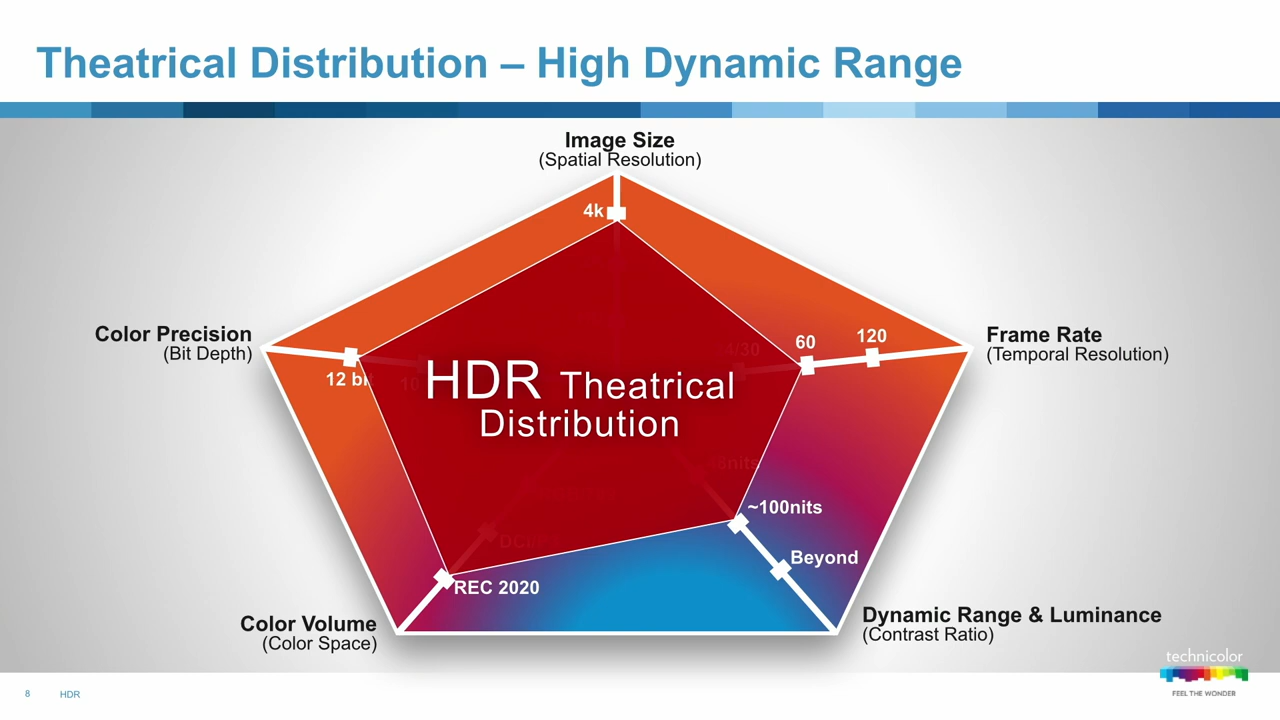 Theatrical Distribution – High Dynamic Range
Image Size
(Spatial Resolution)
4k
Color Precision
(Bit Depth)
12 bit
60
120
Frame Rate
(Temporal Resolution)
HDR Theatrical
Distribution
~100nits
Beyond
REC 2020
Color Volume
(Color Space)
Dynamic Range & Luminance
(Contrast Ratio)
technicolor
FEEL THE WONDER
8
HDR